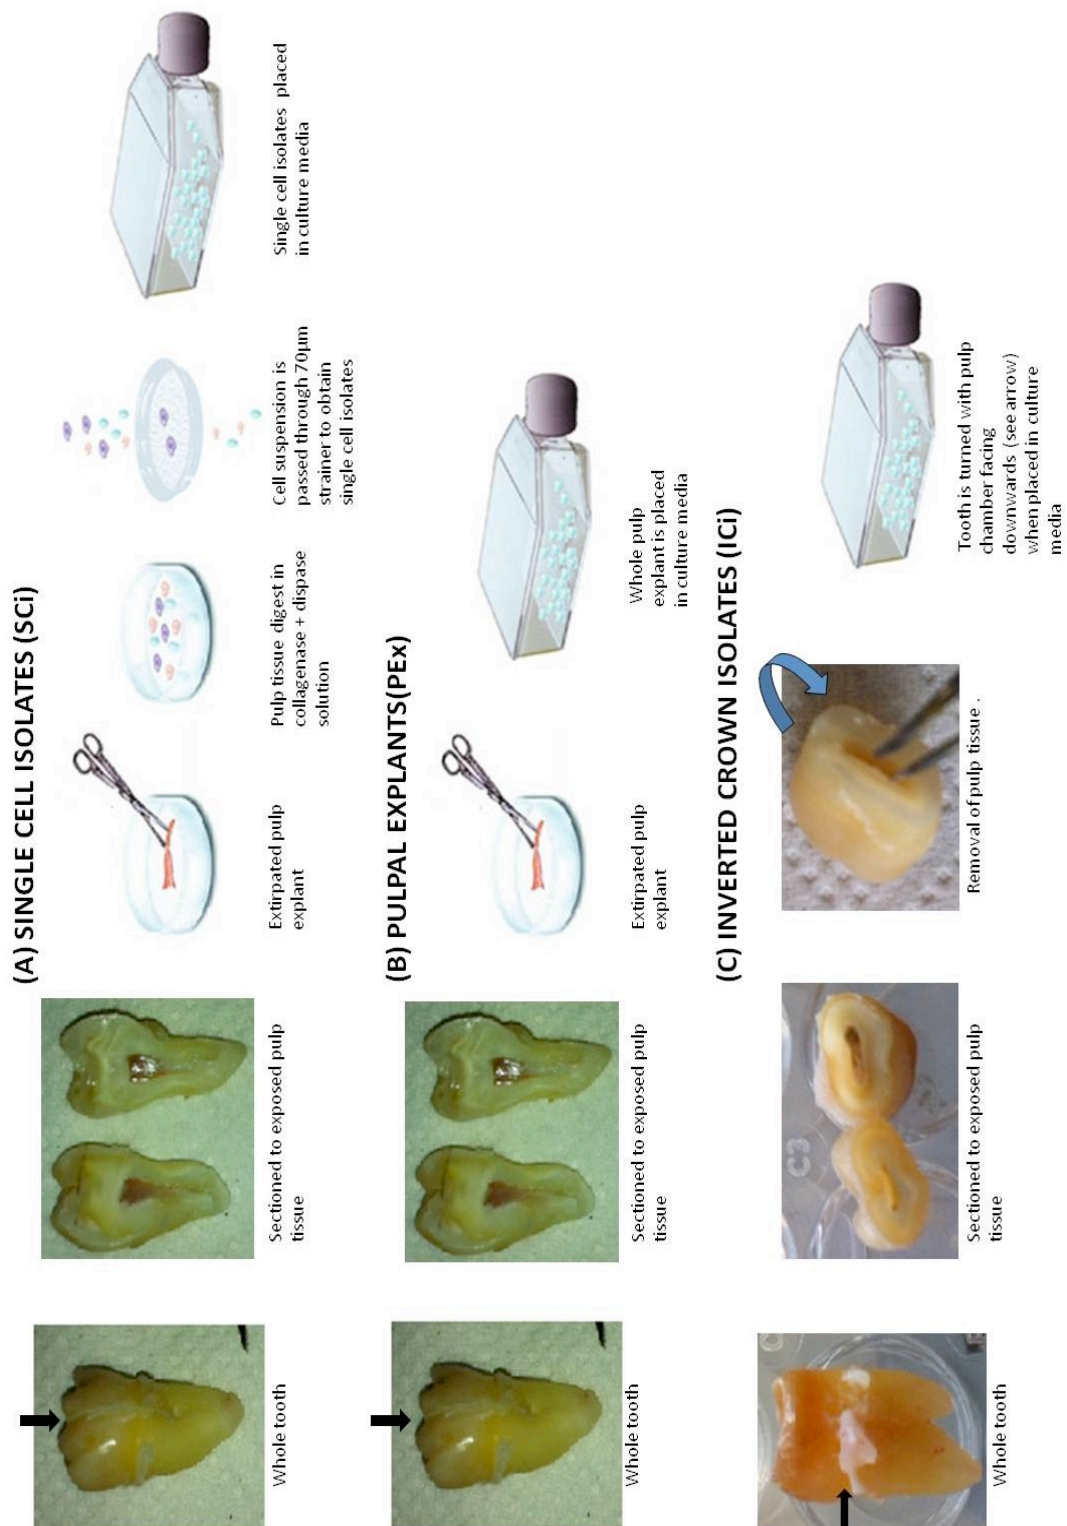 (A) SINGLE CELL ISOLATES (SCi)
Whole tooth
Sectioned to exposed pulp
tissue
Extirpated pulp
explant
Pulp tissue digest in
collagenase + dispase
solution
Cell suspension is
passed through 70µm
strainer to obtain
single cell isolates
Single cell isolates placed
in culture media
(B) PULPAL EXPLANTS(PEx)
Whole tooth
Sectioned to exposed pulp
tissue
Extirpated pulp
explant
Whole pulp
explant is placed
in culture media
(C) INVERTED CROWN ISOLATES (ICi)
C3
Whole tooth
Sectioned to exposed pulp
tissue
Removal of pulp tissue .
Tooth is turned with pulp
chamber facing
downwards (see arrow)
when placed in culture
media